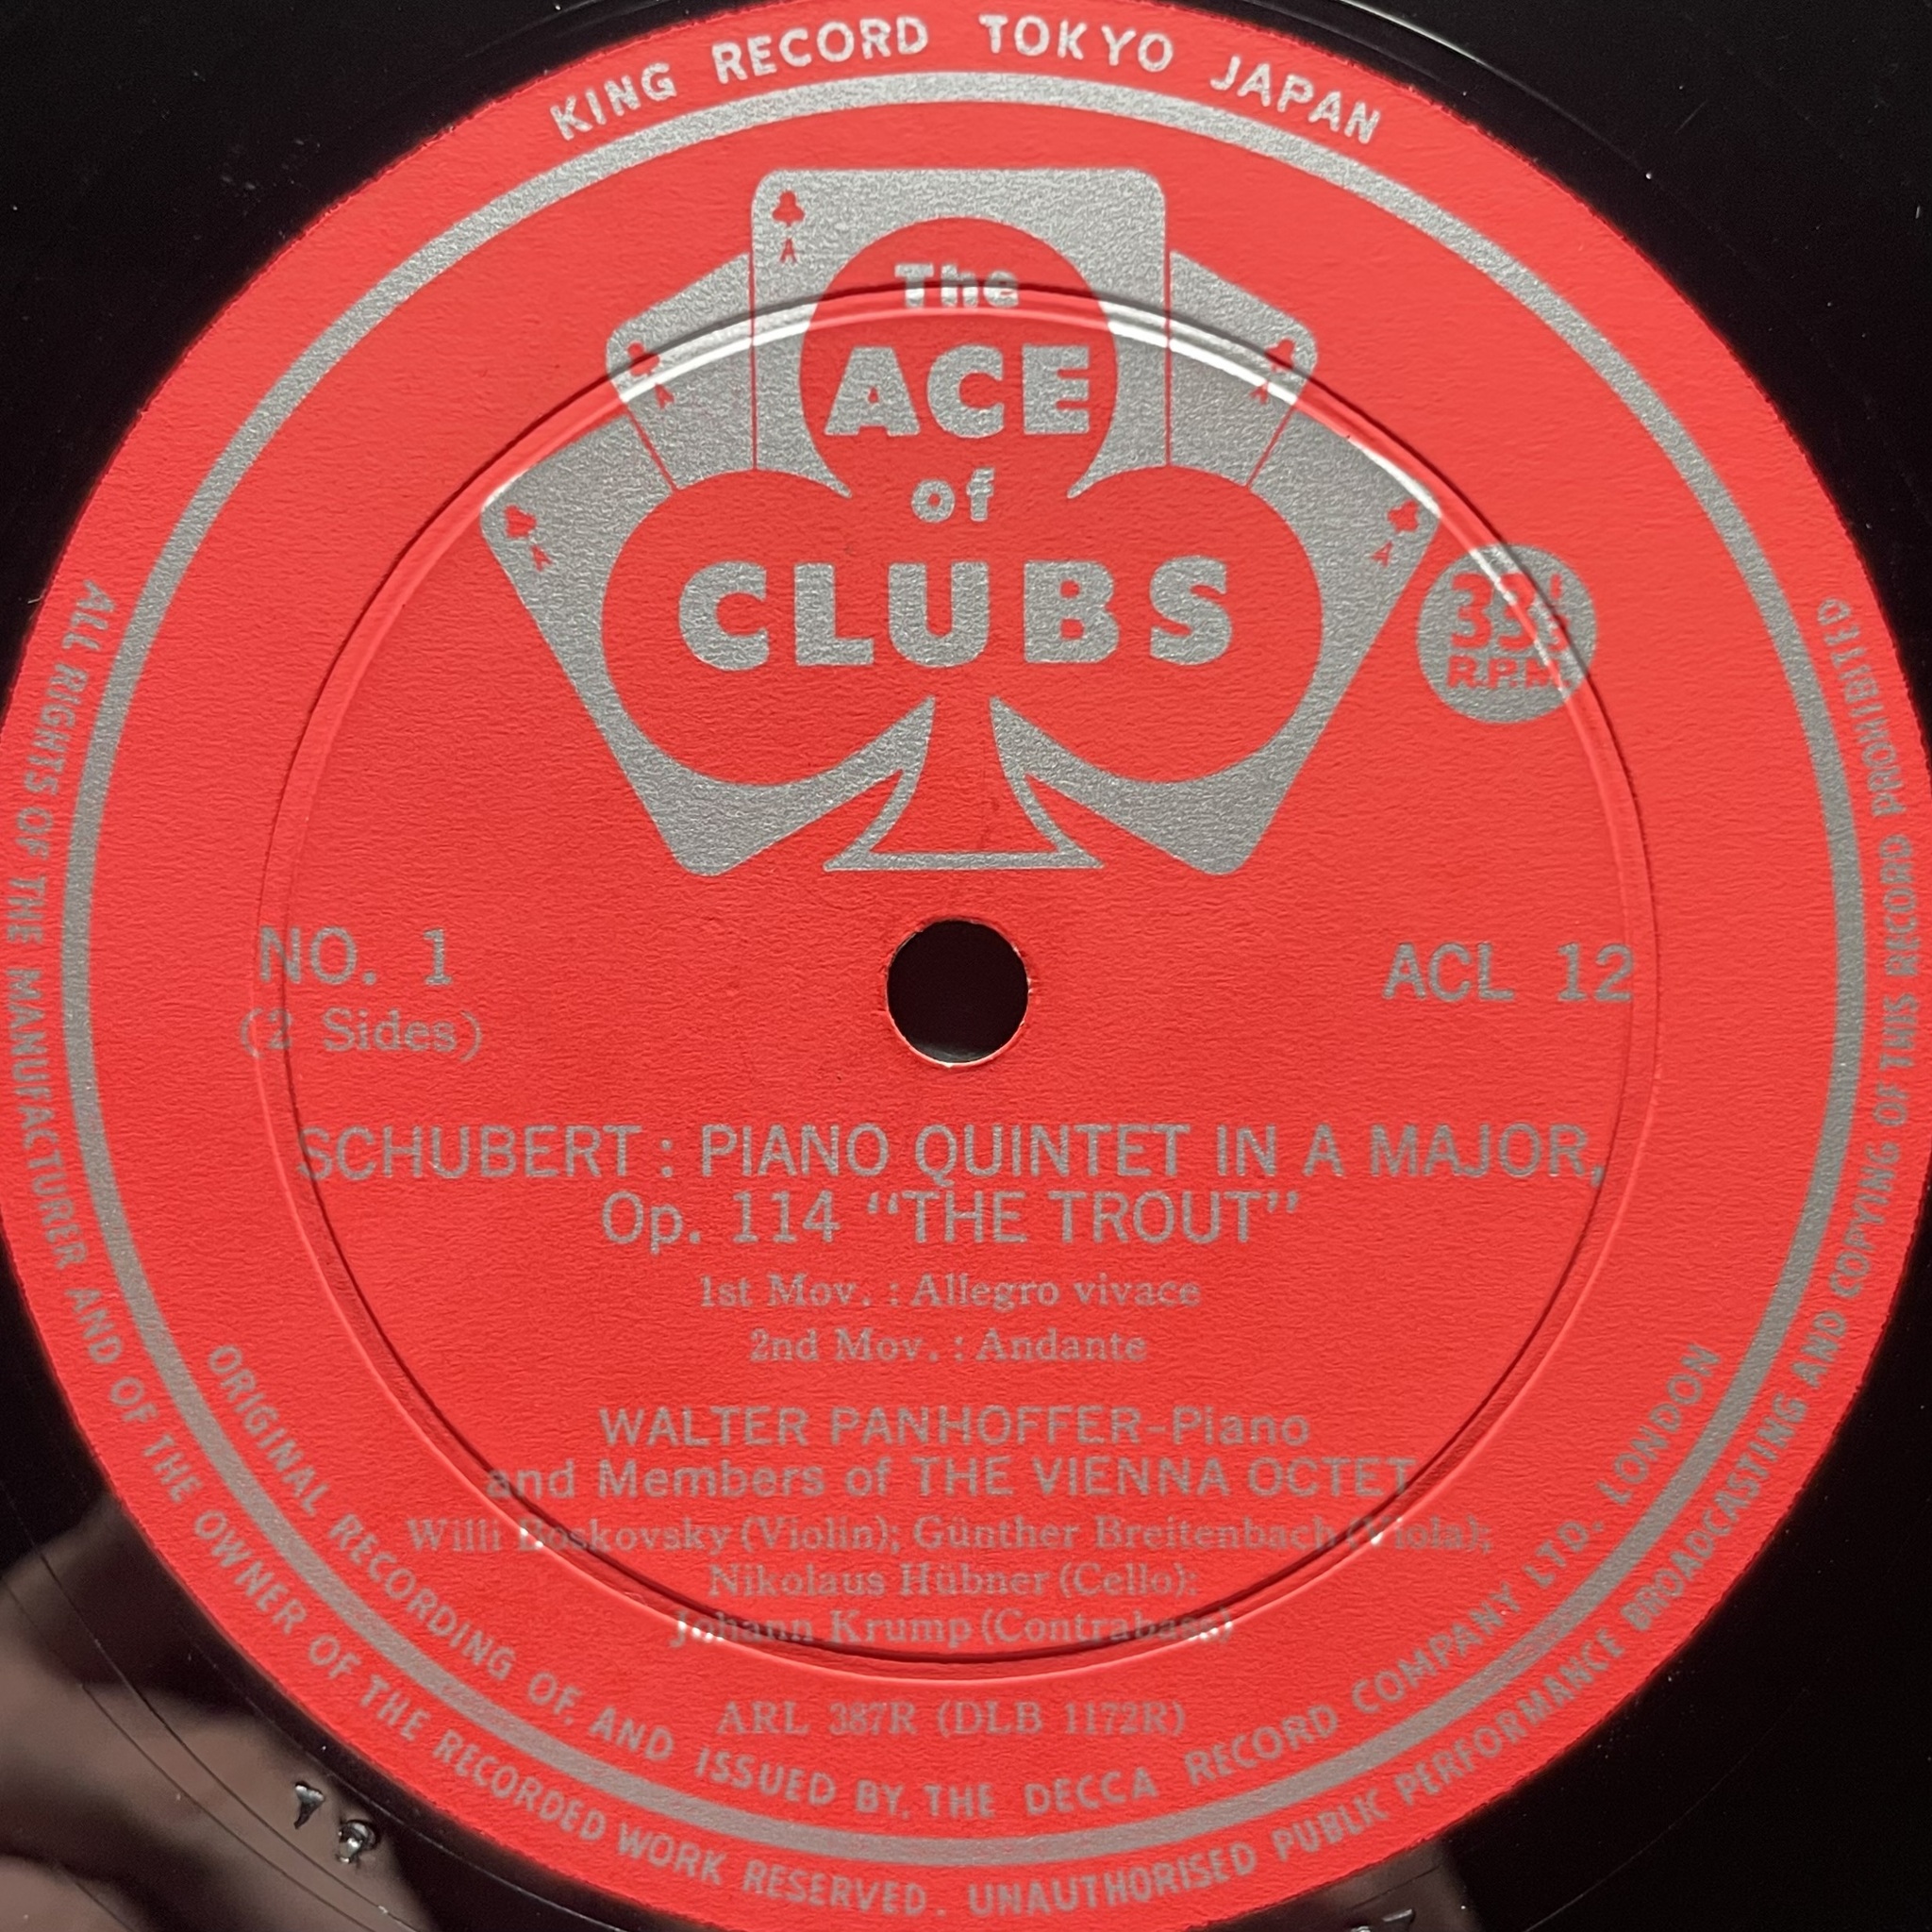 KING RECORD TOKYO JAPAN
A
A
A
A
A
The
ACE
of
CLUBS
33⅓
R.P.M.
NO. 1
(2 Sides)
ACL 12
SCHUBERT : PIANO QUINTET IN A MAJOR,
Op. 114 “THE TROUT”
1st Mov. : Allegro vivace
2nd Mov. : Andante
WALTER PANHOFFER-Piano
and Members of THE VIENNA OCTET
Willi Boskovsky (Violin); Günther Breitenbach (Viola);
Nikolaus Hübner (Cello);
Johann Krump (Contrabass)
ARL 387R (DLB 1172R)
ORIGINAL RECORDING OF, AND ISSUED BY, THE DECCA RECORD COMPANY LTD. LONDON
ALL RIGHTS OF THE MANUFACTURER AND OF THE OWNER OF THE RECORDED WORK RESERVED. UNAUTHORISED PUBLIC PERFORMANCE BROADCASTING AND COPYING OF THIS RECORD PROHIBITED